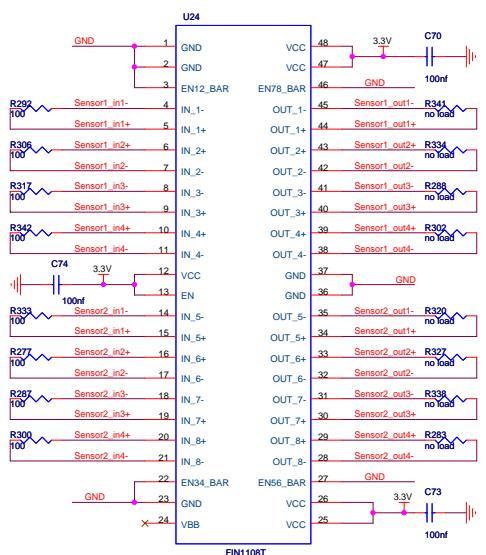 U24
GND 1 GND VCC 48 3.3V C70
2 GND VCC 47
3 EN12_BAR EN78_BAR 46 GND 100nf
R292 100 Sensor1_in1- 4 IN_1- OUT_1- 45 Sensor1_out1- R341 no load
Sensor1_in1+ 5 IN_1+ OUT_1+ 44 Sensor1_out1+
R306 100 Sensor1_in2+ 6 IN_2+ OUT_2+ 43 Sensor1_out2+ R334 no load
Sensor1_in2- 7 IN_2- OUT_2- 42 Sensor1_out2-
R317 100 Sensor1_in3- 8 IN_3- OUT_3- 41 Sensor1_out3- R288 no load
Sensor1_in3+ 9 IN_3+ OUT_3+ 40 Sensor1_out3+
R342 100 Sensor1_in4+ 10 IN_4+ OUT_4+ 39 Sensor1_out4+ R302 no load
Sensor1_in4- 11 IN_4- OUT_4- 38 Sensor1_out4-
C74 3.3V 12 VCC GND 37 GND
100nf 13 EN GND 36
R333 100 Sensor2_in1- 14 IN_5- OUT_5- 35 Sensor2_out1- R320 no load
Sensor2_in1+ 15 IN_5+ OUT_5+ 34 Sensor2_out1+
R277 100 Sensor2_in2+ 16 IN_6+ OUT_6+ 33 Sensor2_out2+ R327 no load
Sensor2_in2- 17 IN_6- OUT_6- 32 Sensor2_out2-
R287 100 Sensor2_in3- 18 IN_7- OUT_7- 31 Sensor2_out3- R338 no load
Sensor2_in3+ 19 IN_7+ OUT_7+ 30 Sensor2_out3+
R300 100 Sensor2_in4+ 20 IN_8+ OUT_8+ 29 Sensor2_out4+ R283 no load
Sensor2_in4- 21 IN_8- OUT_8- 28 Sensor2_out4-
22 EN34_BAR EN56_BAR 27 GND
GND 23 GND VCC 26 3.3V C73
24 VBB VCC 25 100nf
FIN1108T